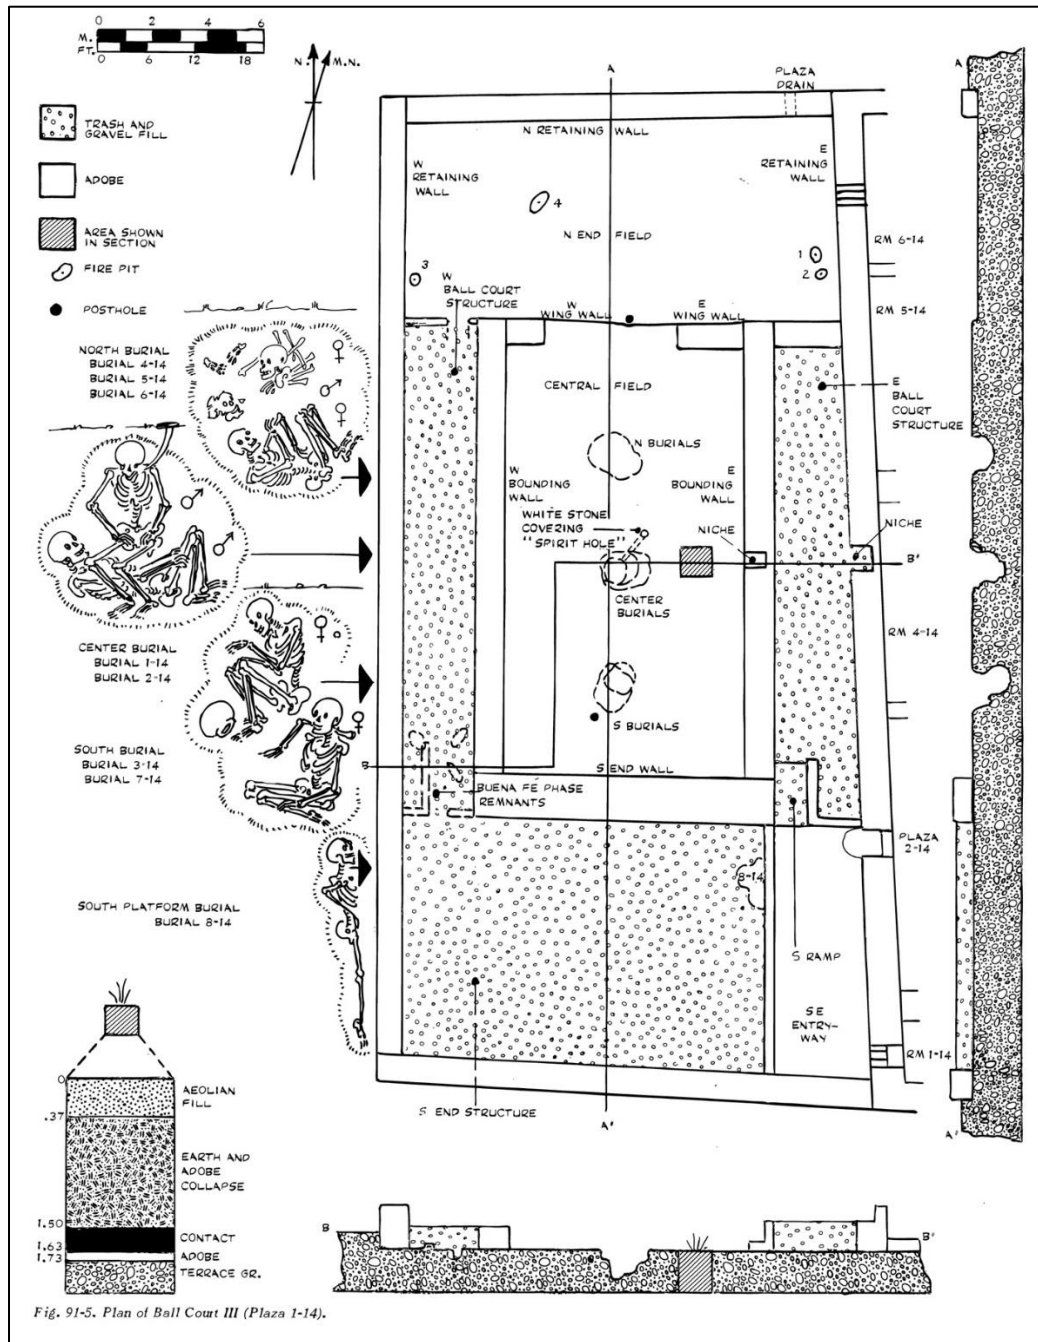 0 2 4 6
M.
FT.
0 6 12 18
N. M.N.
TRASH AND
GRAVEL FILL
ADOBE
AREA SHOWN
IN SECTION
FIRE PIT
POSTHOLE
NORTH BURIAL
BURIAL 4-14
BURIAL 5-14
BURIAL 6-14
CENTER BURIAL
BURIAL 1-14
BURIAL 2-14
SOUTH BURIAL
BURIAL 3-14
BURIAL 7-14
SOUTH PLATFORM BURIAL
BURIAL 8-14
A
PLAZA
DRAIN
N RETAINING WALL
W
RETAINING
WALL
E
RETAINING
WALL
4
N END FIELD
1
2
3
RM 6-14
W
BALL COURT
STRUCTURE
W
WING WALL
E
WING WALL
RM 5-14
CENTRAL FIELD
E
BALL
COURT
STRUCTURE
N BURIALS
W
BOUNDING
WALL
E
BOUNDING
WALL
WHITE STONE
COVERING
"SPIRIT HOLE"
NICHE
NICHE
B'
CENTER
BURIALS
RM 4-14
S BURIALS
B
S END WALL
BUENA FÉ PHASE
REMNANTS
PLAZA
2-14
8-14
S RAMP
SE
ENTRY-
WAY
RM 1-14
S END STRUCTURE
A'
A
A'
0
.37
1.50
1.63
1.73
AEOLIAN
FILL
EARTH AND
ADOBE
COLLAPSE
CONTACT
ADOBE
TERRACE GR.
B
B'
Fig. 91-5. Plan of Ball Court III (Plaza 1-14).